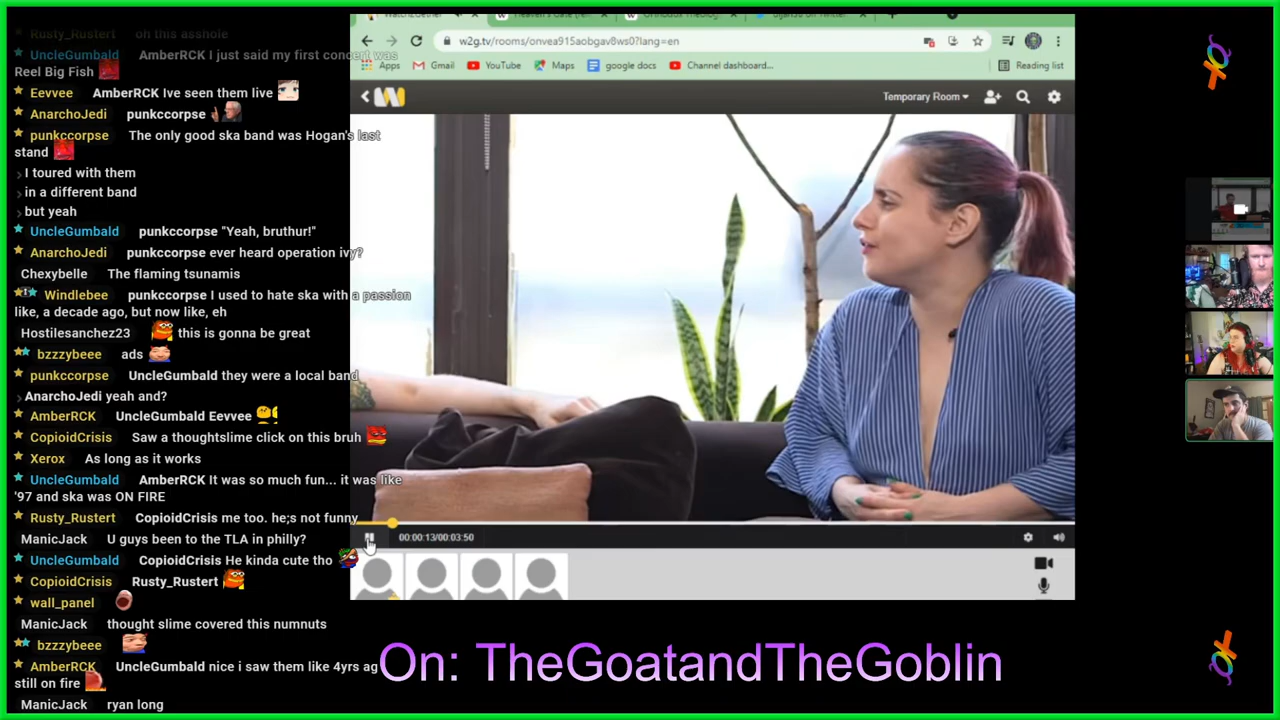 Rusty_Rustert oh this asshole
UncleGumbald AmberRCK I just said my first concert was
Reel Big Fish
Eevvee AmberRCK Ive seen them live
AnarchoJedi punkccorpse
punkccorpse The only good ska band was Hogan's last
stand
I toured with them
in a different band
but yeah
UncleGumbald punkccorpse "Yeah, bruthur!"
AnarchoJedi punkccorpse ever heard operation ivy?
Chexybelle The flaming tsunamis
Windlebee punkccorpse I used to hate ska with a passion
like, a decade ago, but now like, eh
Hostilesanchez23 this is gonna be great
bzzzybeee ads
punkccorpse UncleGumbald they were a local band
AnarchoJedi yeah and?
AmberRCK UncleGumbald Eevvee
CopioidCrisis Saw a thoughtslime click on this bruh
Xerox As long as it works
UncleGumbald AmberRCK It was so much fun... it was like
'97 and ska was ON FIRE
Rusty_Rustert CopioidCrisis me too. he;s not funny
ManicJack U guys been to the TLA in philly?
UncleGumbald CopioidCrisis He kinda cute tho
CopioidCrisis Rusty_Rustert
wall_panel
ManicJack thought slime covered this numnuts
bzzzybeee
AmberRCK UncleGumbald nice i saw them like 4yrs ag
still on fire
ManicJack ryan long
w2g.tv/rooms/onvea915aobgav8ws0?lang=en
Apps Gmail YouTube Maps google docs Channel dashboard... Reading list
Temporary Room
00:00:13/00:03:50
On: TheGoatandTheGoblin